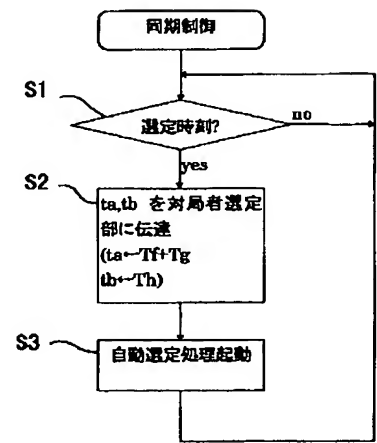 同期制御
S1
選定時刻?
no
yes
S2
ta,tb を対局者選定
部に伝達
(ta←Tf+Tg
tb←Th)
S3
自動選定処理起動